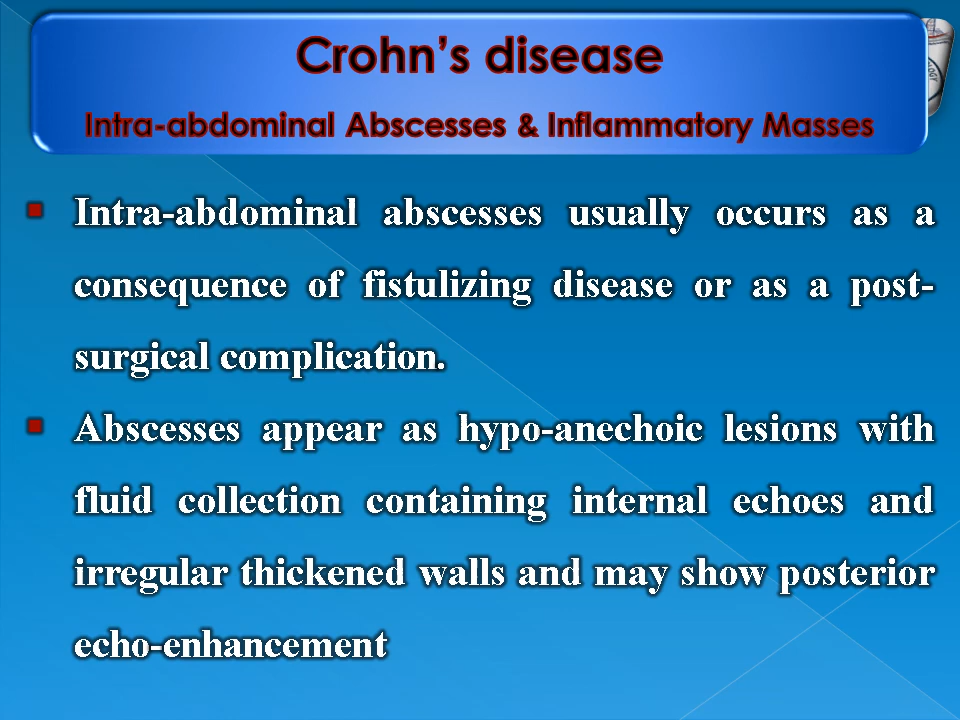 Crohn’s disease
Intra-abdominal Abscesses & Inflammatory Masses
▪ Intra-abdominal abscesses usually occurs as a
consequence of fistulizing disease or as a post-
surgical complication.
▪ Abscesses appear as hypo-anechoic lesions with
fluid collection containing internal echoes and
irregular thickened walls and may show posterior
echo-enhancement